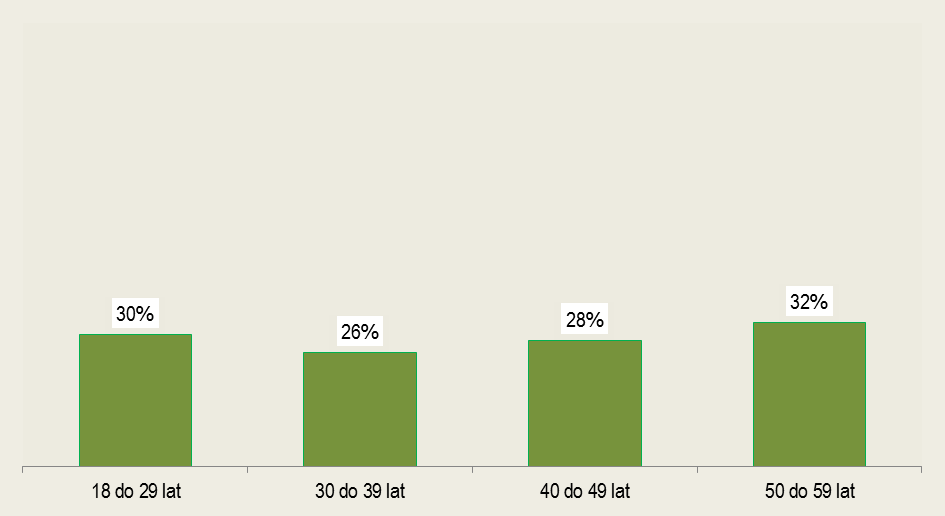 30%
26%
28%
32%
18 do 29 lat
30 do 39 lat
40 do 49 lat
50 do 59 lat